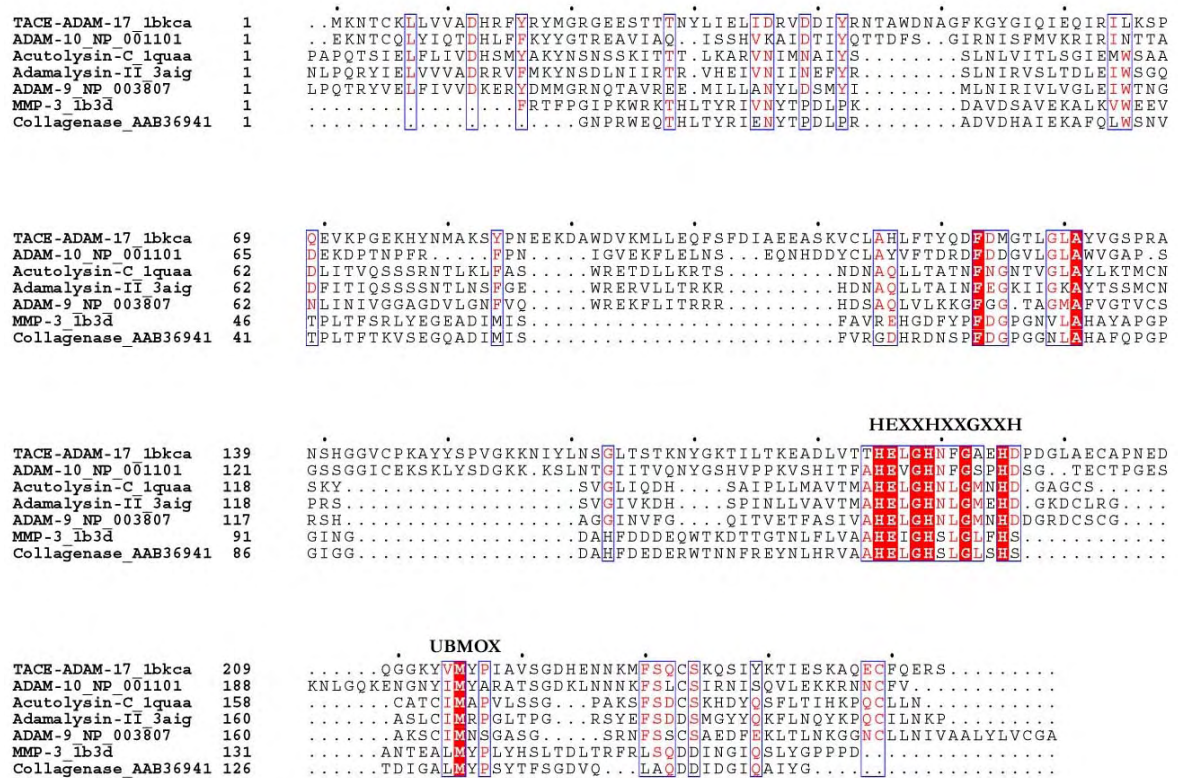 TACE-ADAM-17_1bkca 1 ..MKNTCKLLVVADHRFYRYMGRGEESTTTNYLIELIDRVDDIYRNTAWDNAGFKGYGIQIEQIRILKSP
ADAM-10_NP_001101 1 ..EKNTCQLYIQTDHLFFKYYGTREAVIAQ..ISSHVKAIDTIYQTTDFS..GIRNISFMVKRIRINTTA
Acutolysin-C_1quaa 1 PAPQTSIELFLIVDHSMYAKYNSNSSKITTT..LKARVNIMNAIYS........SLNLVITLSGIEMWSAA
Adamalysin-II_3aig 1 NLPQRYIELVVVADRRVFMKYNSDLNIIRTR.VHEIVNIINEFYR.......SLNIRVSLTDLEIWSGQ
ADAM-9_NP_003807 1 LPQTRYVELFIVVDKERYDMMGRNQTAVREE.MILLANYLDSMYI.......MLNIRIVLVGLEIWTNG
MMP-3_1b3d 1 .................FRTFPGIPKWRKTHLTYRIVNYTPDLPK.......DAVDSAVEKALKVWEEV
Collagenase_AAB36941 1 ..................GNPRWEQTHLTYRIENYTPDLPR........ADVDHAIEKAFQLWSNV
TACE-ADAM-17_1bkca 69 QEVKPGEKHYNMAKSYPNEEKDAWDVKMLLEQFSFDIAEEASKVCLAHLFTYQDFDMGTLGLAYVGSPRA
ADAM-10_NP_001101 65 DEKDPTNPFR.....FPN....IGVEKFLELNS...EQNHDDYCLAYVFTDRDFDDGVLGLAWVGAP.S
Acutolysin-C_1quaa 62 DLITVQSSSRNTLKLFAS....WRETDLLKRTS........NDNAQLLTATNFNGNTVGLAYLKTMCN
Adamalysin-II_3aig 62 DFITIQSSSSNTLNSFGE....WRERVLLTRKR........HDNAQLLTAINFEGKIIGKAYTSSMCN
ADAM-9_NP_003807 62 NLINIVGGAGDVLGNFVQ....WREKFLITRRR........HDSAQLVLKKGFGG.TAGMAFVGTVCS
MMP-3_1b3d 46 TPLTFSRLYEGEADIMIS.....................FAVREHGDFYPFDGPGNVLAHAYAPGP
Collagenase_AAB36941 41 TPLTFTKVSEGQADIMIS.....................FVRGDHRDNSPFDGPGGNLAHAFQPGP
HEXXHXXGXXH
TACE-ADAM-17_1bkca 139 NSHGGVCPKAYYSPVGKKNIYLNSGLTSTKNYGKTILTKEADLVTTHELGHNFGAEHDPDGLAECAPNED
ADAM-10_NP_001101 121 GSSGGICEKSKLYSDGKKK.KSLNTGIITVQNYGSHVPPKVSHITFAHEVGHNFGSPHDSG..TECTPGES
Acutolysin-C_1quaa 118 SKY...................SVGLIQDH....SAIPLLMAVTMAHELGHNLGMNHD..GAGCS.....
Adamalysin-II_3aig 118 PRS...................SVGIVKDH....SPINLLVAVTMAHELGHNLGMEHD..GKDCLRG...
ADAM-9_NP_003807 117 RSH...................AGGINVFG....QITVETFASIVAHELGHNLGMNHDDGRDCSCG....
MMP-3_1b3d 91 GING..................DAHFDDDEQWTKDTTGTNLFLVAAHEIGHSLGLFHS............
Collagenase_AAB36941 86 GIGG..................DAHFDEDERWTNNFREYNLHRVAAHELGHSLGLSHS............
UBMOX
TACE-ADAM-17_1bkca 209 ......QGGKYVMYPIAVSGDHENNKMFSQCSKQSIYKTIESKAQECFQERS.........
ADAM-10_NP_001101 188 KNLGQKENGNYIMYARATSGDKLNNNKFSLCSIRNISQVLEKKRNNCFV............
Acutolysin-C_1quaa 158 .......CATCIMAPVLSSG..PAKSFSDCSKHDYQSFLTIHKPQCLLN............
Adamalysin-II_3aig 160 .......ASLCIMRPGLTPG..RSYEFSDDSMGYYQKFLNQYKPQCILNKP..........
ADAM-9_NP_003807 160 .......AKSCIMNSGASG...SRNFSSCSAEDFEKLTLNKGGNCLLNIVAALYLVCGA
MMP-3_1b3d 131 ......ANTEALMYPLYHSLTDLTRFRLSQDDINGIQSLYGPPPD..
Collagenase_AAB36941 126 ......TDIGALMYPSYTFSGDVQ...LAQDDIDGIQAIYG......